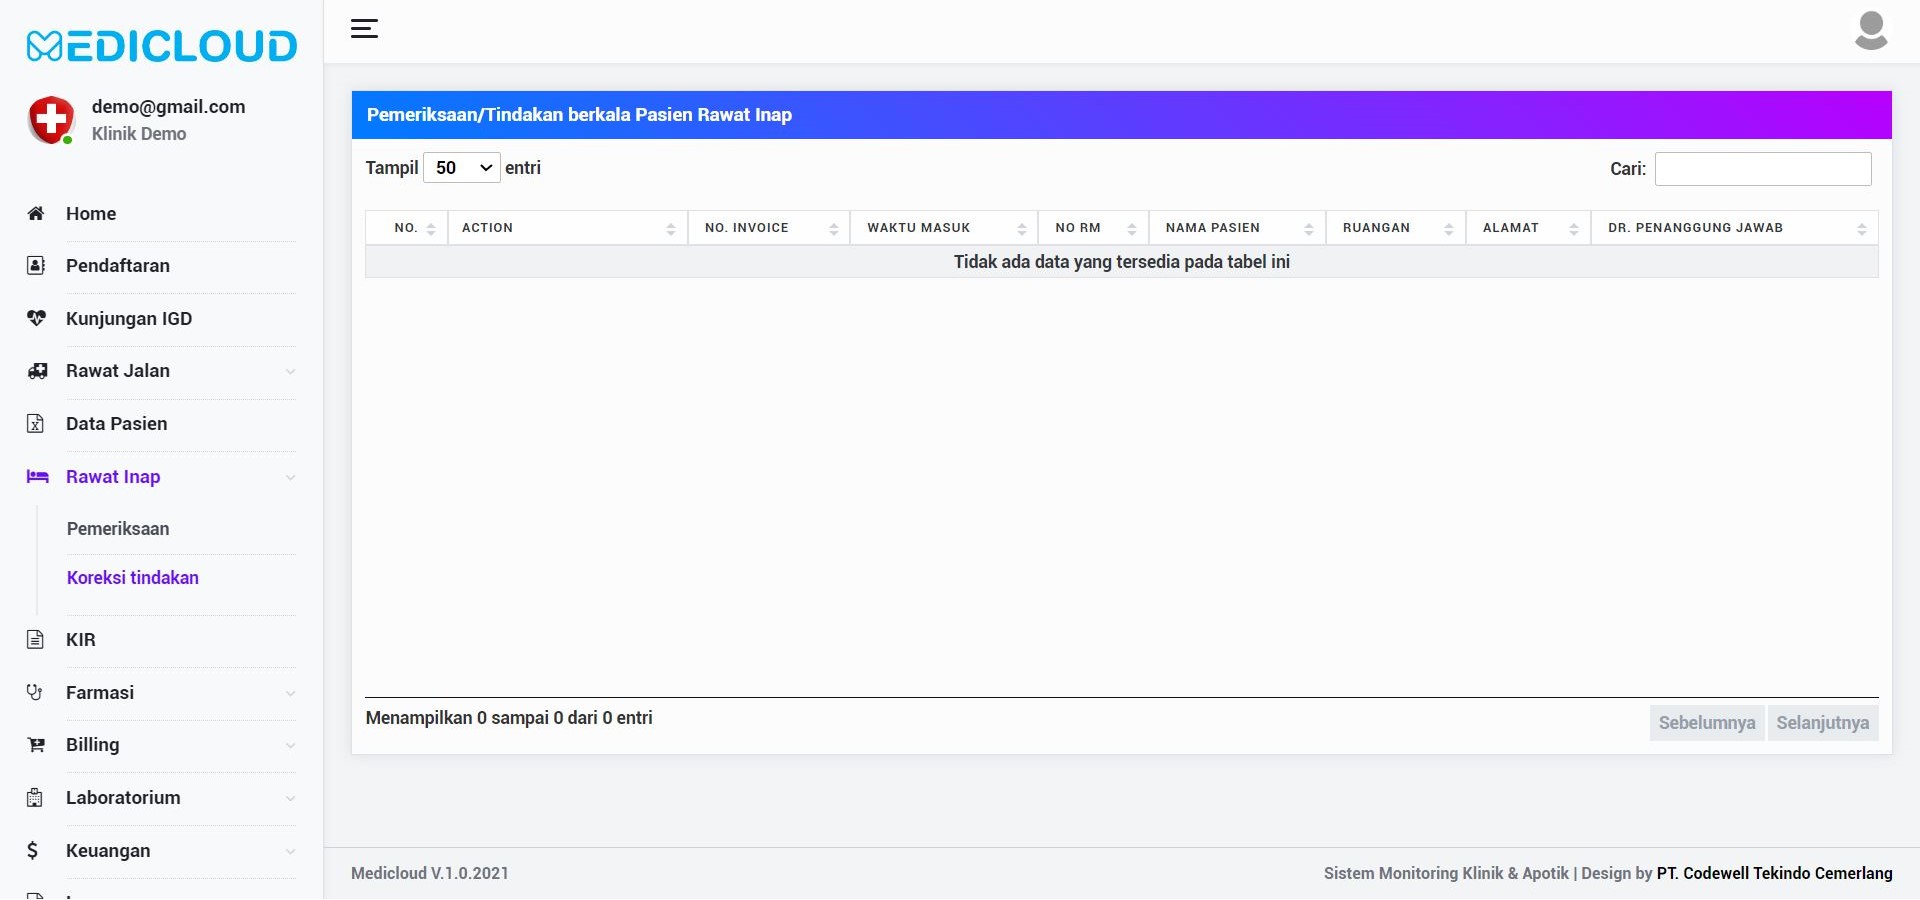 MEDICLOUD
demo@gmail.com
Klinik Demo
Home
Pendaftaran
Kunjungan IGD
Rawat Jalan
Data Pasien
Rawat Inap
Pemeriksaan
Koreksi tindakan
KIR
Farmasi
Billing
Laboratorium
Keuangan
Pemeriksaan/Tindakan berkala Pasien Rawat Inap
Tampil 50 entri
Cari:
NO. ACTION NO. INVOICE WAKTU MASUK NO RM NAMA PASIEN RUANGAN ALAMAT DR. PENANGGUNG JAWAB
Tidak ada data yang tersedia pada tabel ini
Menampilkan 0 sampai 0 dari 0 entri
Sebelumnya Selanjutnya
Medicloud V.1.0.2021
Sistem Monitoring Klinik & Apotik | Design by PT. Codewell Tekindo Cemerlang